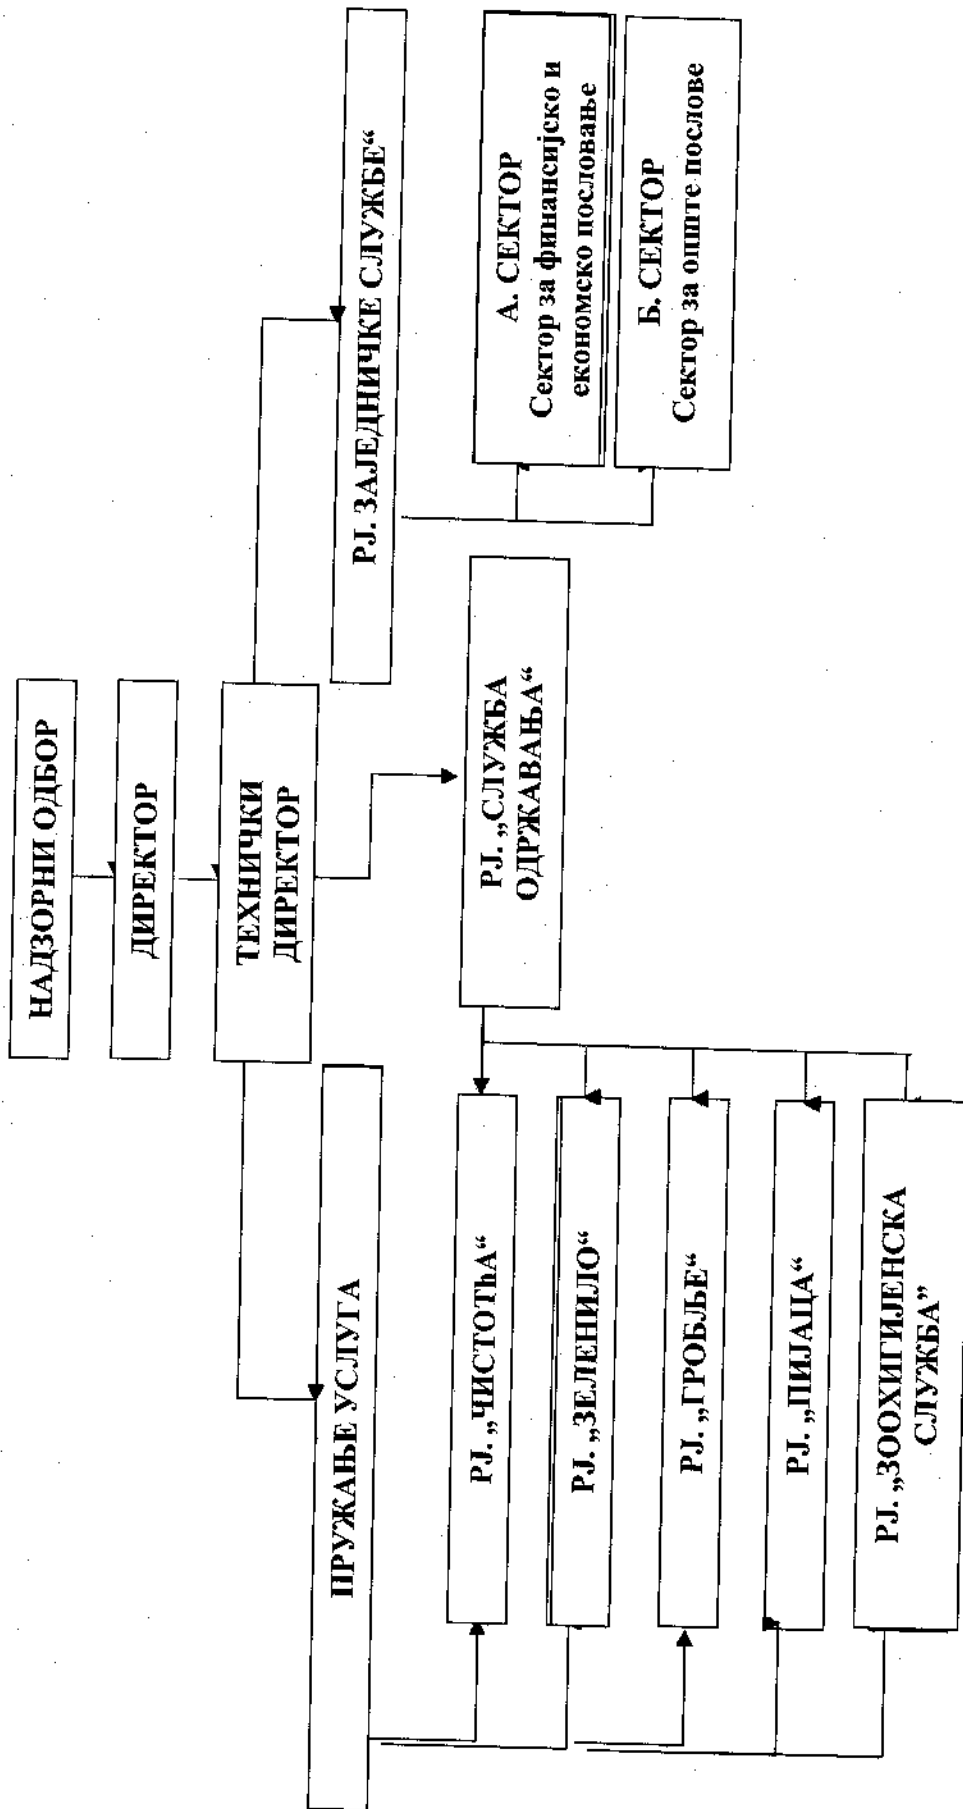 НАДЗОРНИ ОДБОР
ДИРЕКТОР
ТЕХНИЧКИ
ДИРЕКТОР
ПРУЖАЊЕ УСЛУГА
РЈ. ЗАЈЕДНИЧКЕ СЛУЖБЕ“
РЈ. „СЛУЖБА
ОДРЖАВАЊА“
А. СЕКТОР
Сектор за финансијско и
економско пословање
Б. СЕКТОР
Сектор за опште послове
РЈ. „ЧИСТОТћА“
РЈ. „ЗЕЛЕНИЛО“
РЈ. „ГРОБЉЕ“
РЈ. „ПИЈАЦА“
РЈ. „ЗООХИГИЈЕНСКА
СЛУЖБА”